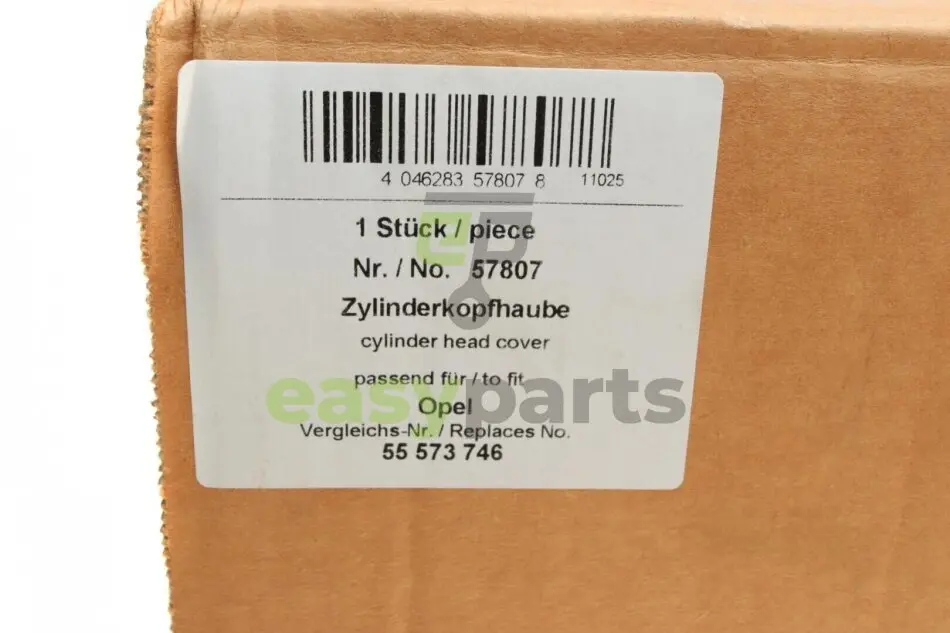 4 046283 57807 8 11025
1 Stück / piece
Nr. / No. 57807
Zylinderkopfhaube
cylinder head cover
passend für / to fit
easyparts
Opel
Vergleichs-Nr. / Replaces No.
55 573 746